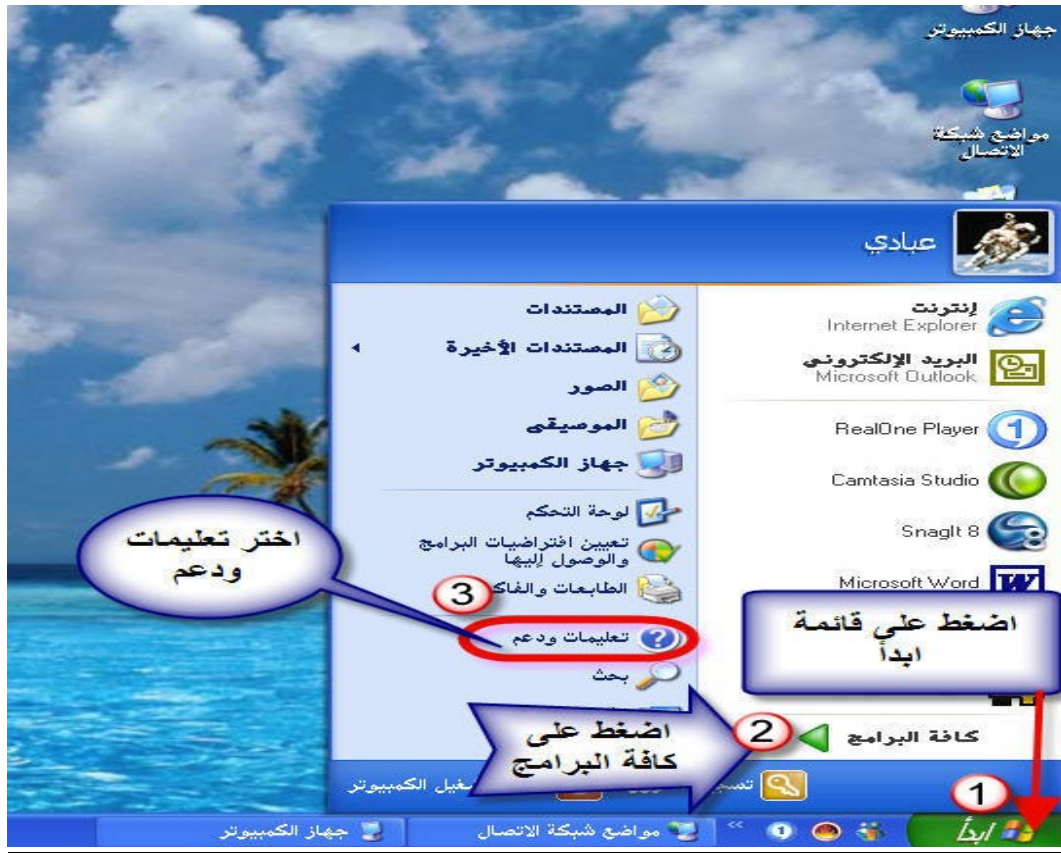 جهاز الكمبيوتر
مواضع شبكة
الاتصال
عبادي
إنترنت
Internet Explorer
البريد الإلكتروني
Microsoft Outlook
RealOne Player
Camtasia Studio
SnagIt 8
Microsoft Word
كافة البرامج
المستندات
المستندات الأخيرة
الصور
الموسيقى
جهاز الكمبيوتر
لوحة التحكم
تعيين افتراضيات البرامج
والوصول إليها
الطابعات
تعليمات ودعم
بحث
اضغط على قائمة
ابدأ
1
اضغط على
كافة البرامج
2
اختر تعليمات
ودعم
3
الكمبيوتر
ابدأ
مواضع شبكة الاتصال
جهاز الكمبيوتر